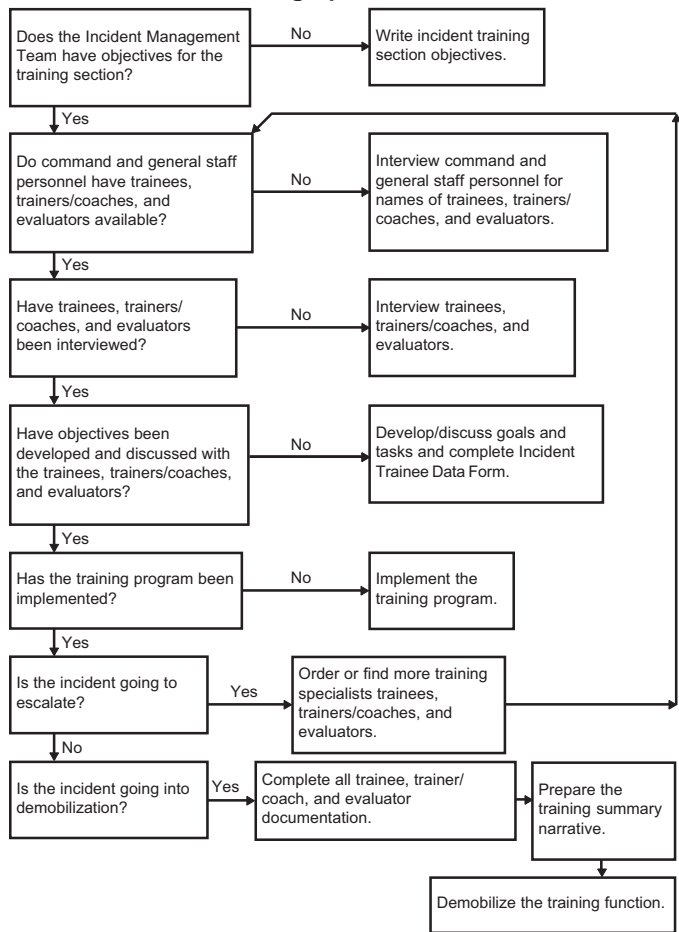 Does the Incident Management
Team have objectives for the
training section?
No
Write incident training
section objectives.
Yes
Do command and general staff
personnel have trainees,
trainers/coaches, and
evaluators available?
No
Interview command and
general staff personnel for
names of trainees, trainers/
coaches, and evaluators.
Yes
Have trainees, trainers/
coaches, and evaluators
been interviewed?
No
Interview trainees,
trainers/coaches, and
evaluators.
Yes
Have objectives been
developed and discussed with
the trainees, trainers/coaches,
and evaluators?
No
Develop/discuss goals and
tasks and complete Incident
Trainee Data Form.
Yes
Has the training program been
implemented?
No
Implement the
training program.
Yes
Is the incident going to
escalate?
Yes
Order or find more training
specialists trainees,
trainers/coaches, and
evaluators.
No
Is the incident going into
demobilization?
Yes
Complete all trainee, trainer/
coach, and evaluator
documentation.
Prepare the
training summary
narrative.
Demobilize the training function.